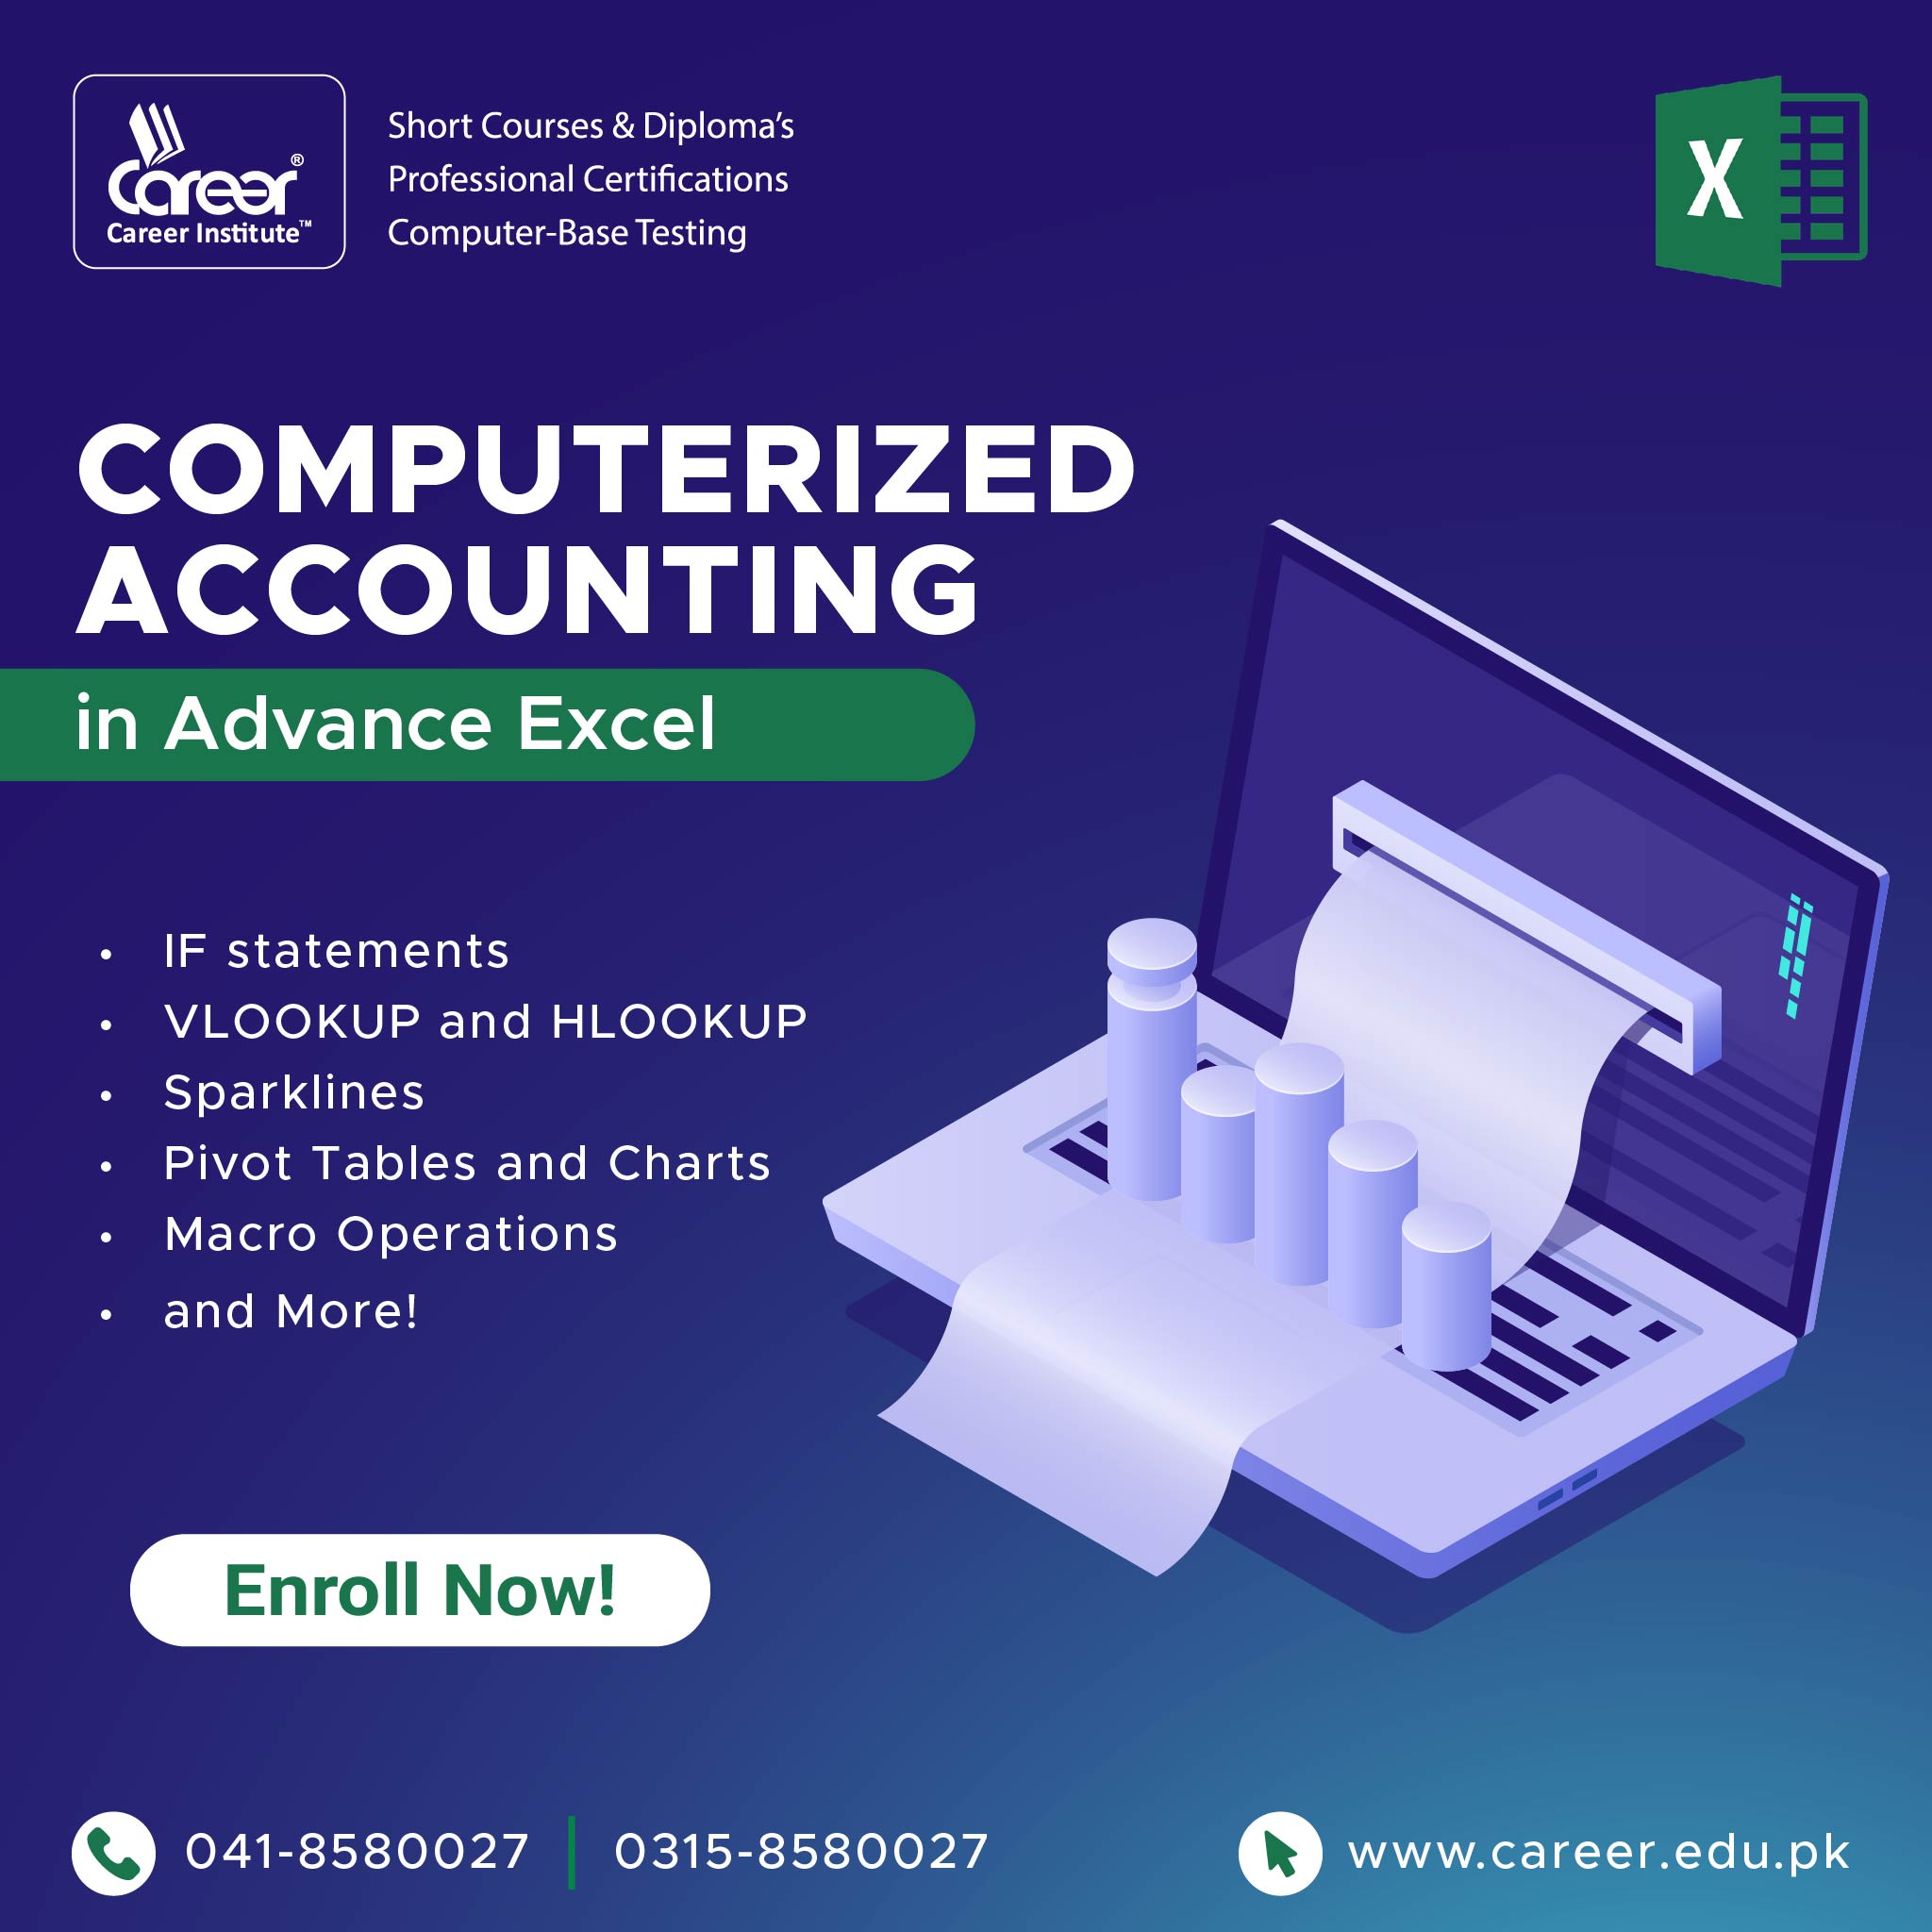 Career®
Career Institute™
Short Courses & Diploma’s
Professional Certifications
Computer-Base Testing
X
COMPUTERIZED
ACCOUNTING
in Advance Excel
• IF statements
• VLOOKUP and HLOOKUP
• Sparklines
• Pivot Tables and Charts
• Macro Operations
• and More!
Enroll Now!
041-8580027 | 0315-8580027
www.career.edu.pk